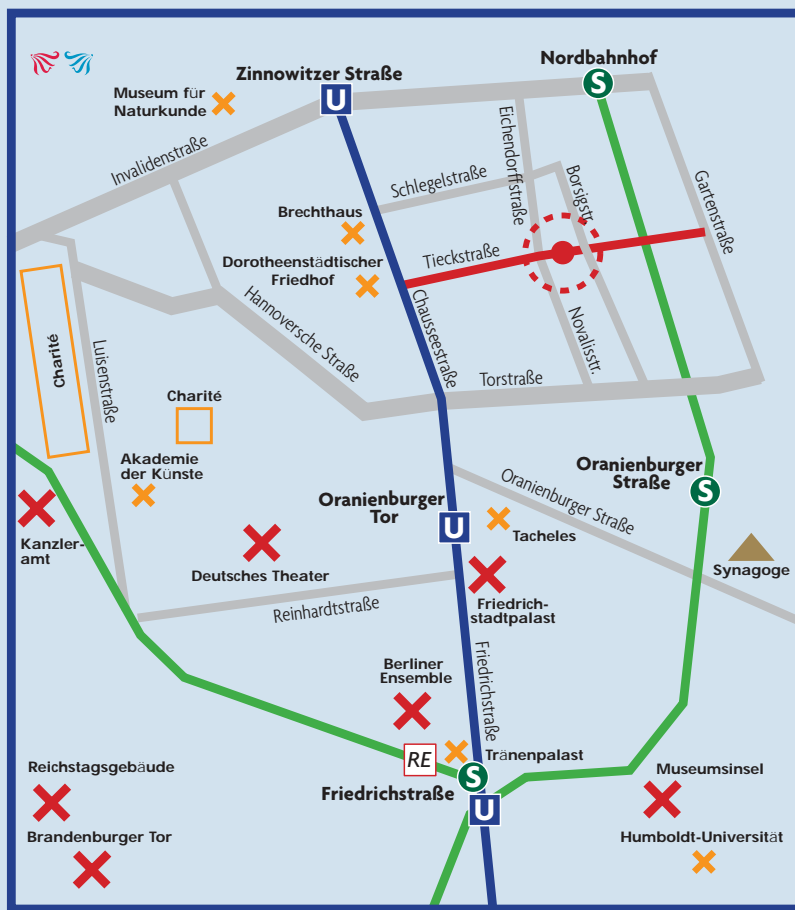 Nordbahnhof
S
Zinnowitzer Straße
U
Museum für
Naturkunde
Invalidenstraße
Eichendorffstraße
Schlegelstraße
Borsigstr.
Gartenstraße
Brechthaus
Dorotheenstädtischer
Friedhof
Tieckstraße
Chausseestraße
Hannoversche Straße
Novalisstr.
Torstraße
Charité
Luisenstraße
Charité
Akademie
der Künste
Oranienburger
Straße
S
Oranienburger Straße
Oranienburger
Tor
U
Tacheles
Kanzler-
amt
Deutsches Theater
Synagoge
Friedrich-
stadtpalast
Reinhardtstraße
Friedrichstraße
Berliner
Ensemble
RE
Tränenpalast
S
Friedrichstraße
U
Reichstagsgebäude
Museumsinsel
Brandenburger Tor
Humboldt-Universität